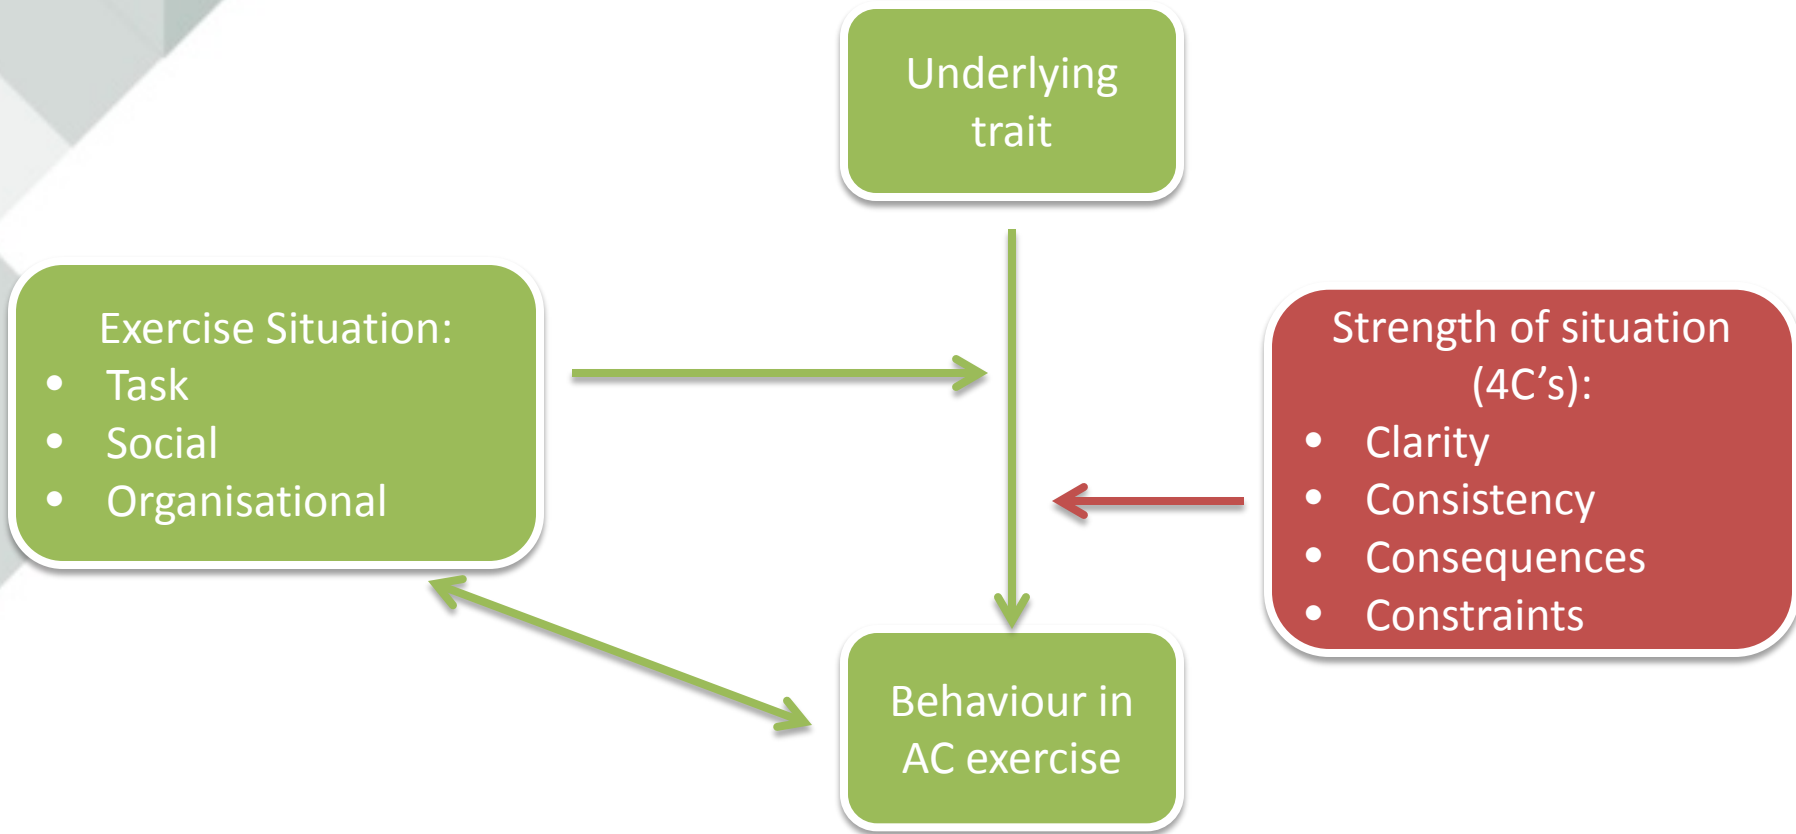 Underlying
trait
Exercise Situation:
• Task
• Social
• Organisational
Strength of situation
(4C’s):
• Clarity
• Consistency
• Consequences
• Constraints
Behaviour in
AC exercise